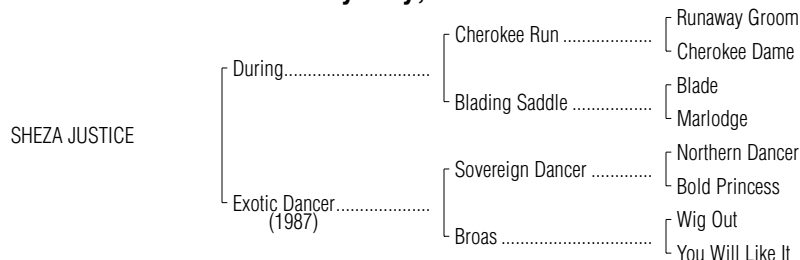 Runaway Groom
Cherokee Run ....................
Cherokee Dame
During...............................
Blade
Blading Saddle .................
Marlodge
SHEZA JUSTICE
Northern Dancer
Sovereign Dancer .............
Bold Princess
Exotic Dancer....................
(1987)
Wig Out
Broas .................................
You Will Like It